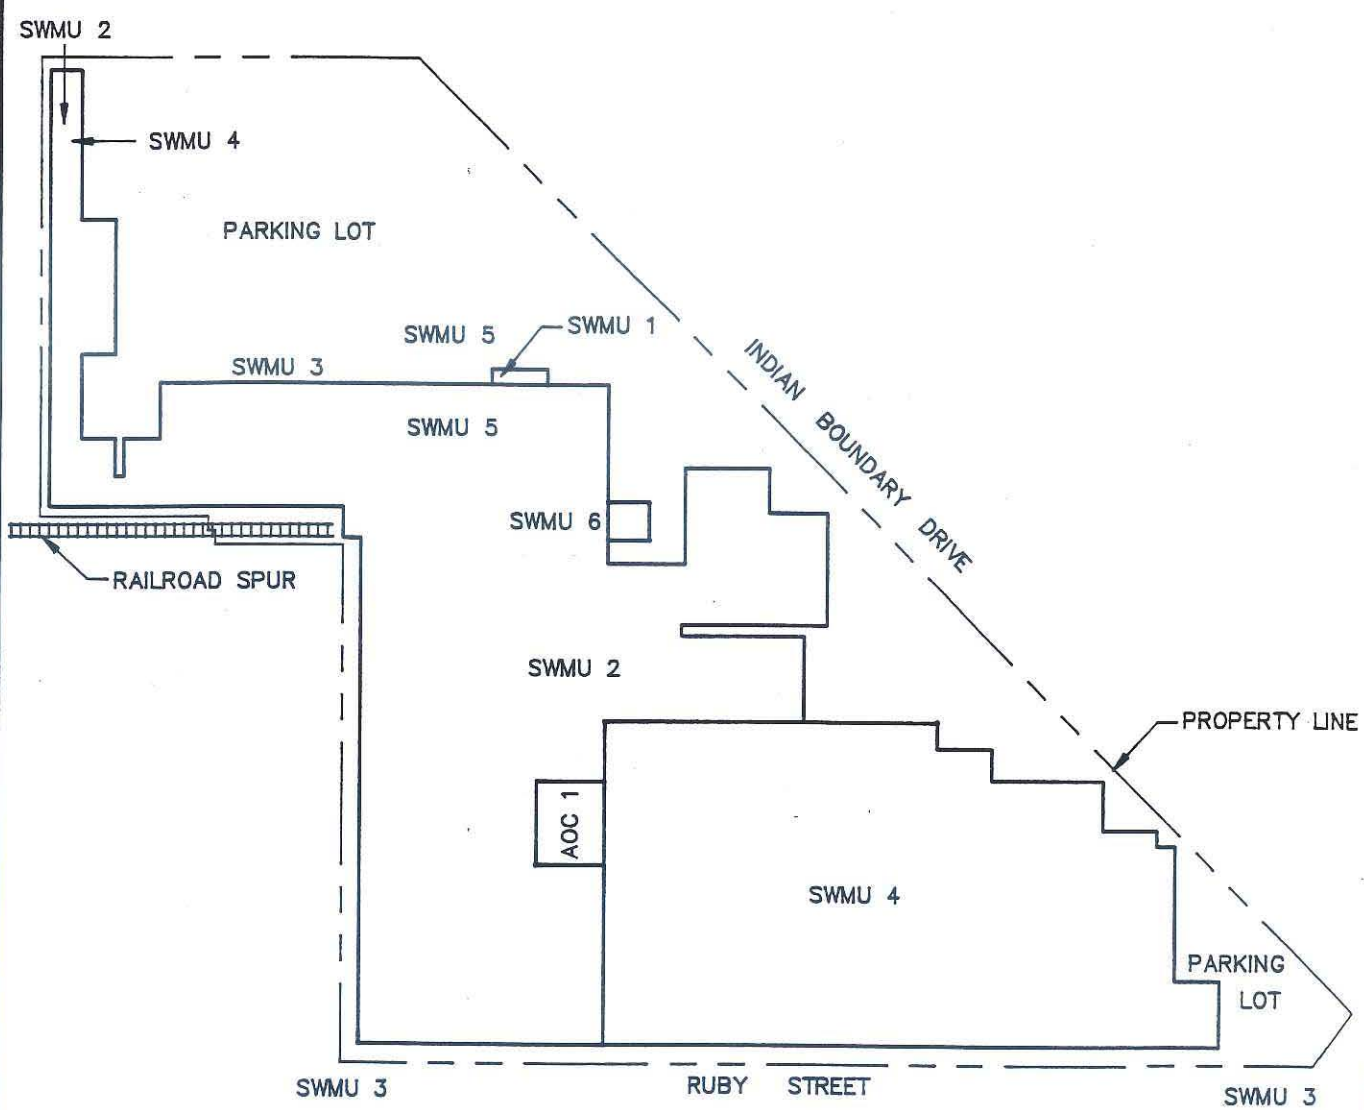 SWMU 2
SWMU 4
PARKING LOT
SWMU 5
SWMU 1
SWMU 3
INDIAN BOUNDARY DRIVE
SWMU 5
SWMU 6
RAILROAD SPUR
SWMU 2
PROPERTY LINE
AOC 1
SWMU 4
PARKING
LOT
SWMU 3
RUBY STREET
SWMU 3